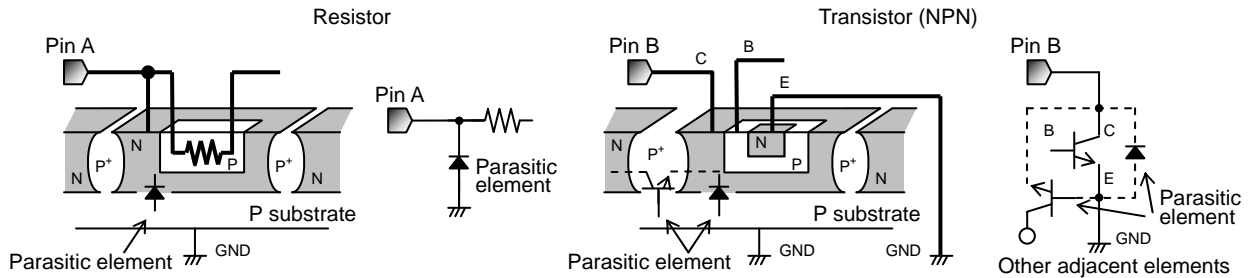 Resistor
Pin A
N
N
P+
P
P+
N
Parasitic element
GND
P substrate
Pin A
Parasitic
element
Transistor (NPN)
Pin B
C
B
E
N
P+
N
P
P+
N
N
P substrate
Parasitic element
GND
GND
Pin B
B
C
E
Parasitic
element
GND
Other adjacent elements